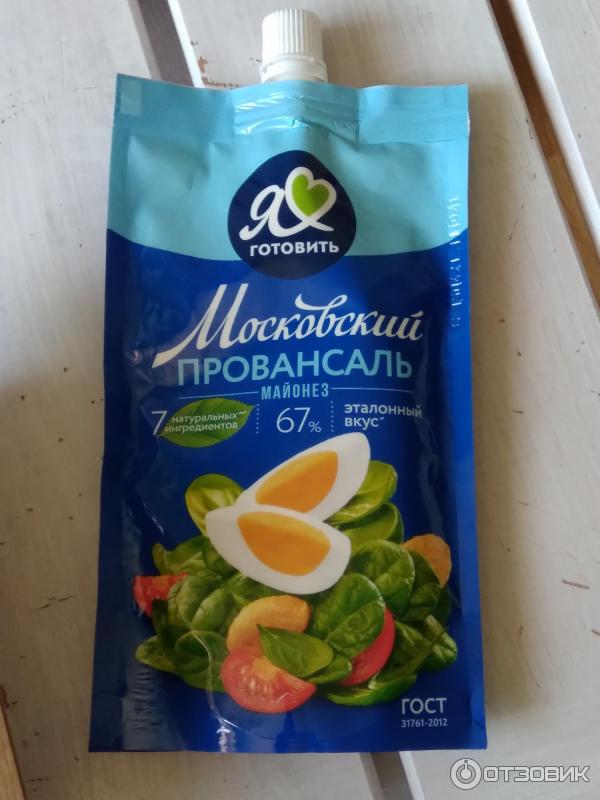 Я
ГОТОВИТЬ
Московский
ПРОВАНСАЛЬ
МАЙОНЕЗ
7 натуральных**
ингредиентов
67%
эталонный
вкус*
ГОСТ
31761-2012
ОТЗОВИК